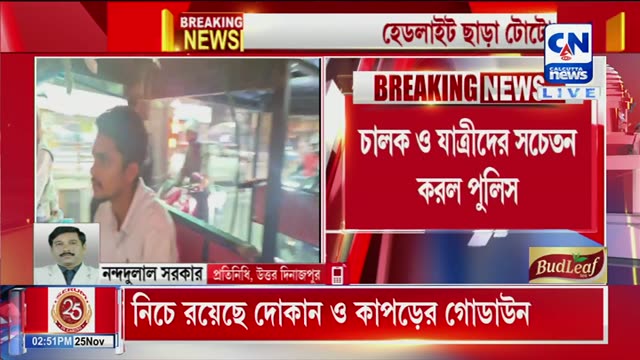 BREAKING NEWS
হেডলাইট ছাড়া টোটো
CN
CALCUTTA news
LIVE
BREAKING NEWS
চালক ও যাত্রীদের সচেতন
করল পুলিস
নন্দদুলাল সরকার
প্রতিনিধি, উত্তর দিনাজপুর
BudLeaf
নিচে রয়েছে দোকান ও কাপড়ের গোডাউন
02:51PM 25Nov